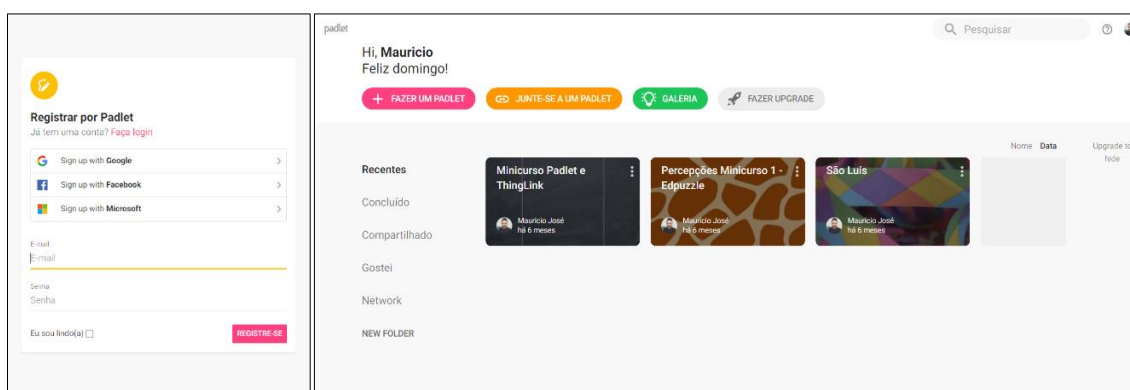 Registrar por Padlet
Já tem uma conta? Faça login
Sign up with Google
Sign up with Facebook
Sign up with Microsoft
E-mail
E-mail
Senha
Senha
Eu sou lindo(a)
REGISTRE-SE
padlet
Pesquisar
Hi, Mauricio
Feliz domingo!
FAZER UM PADLET
JUNTE-SE A UM PADLET
GALERIA
FAZER UPGRADE
Nome Data
Upgrade to
hide
Recentes
Concluído
Compartilhado
Gostei
Network
NEW FOLDER
Minicurso Padlet e
ThingLink
Mauricio José
há 6 meses
Percepções Minicurso 1 -
Edpuzzle
Mauricio José
há 6 meses
São Luís
Mauricio José
há 6 meses